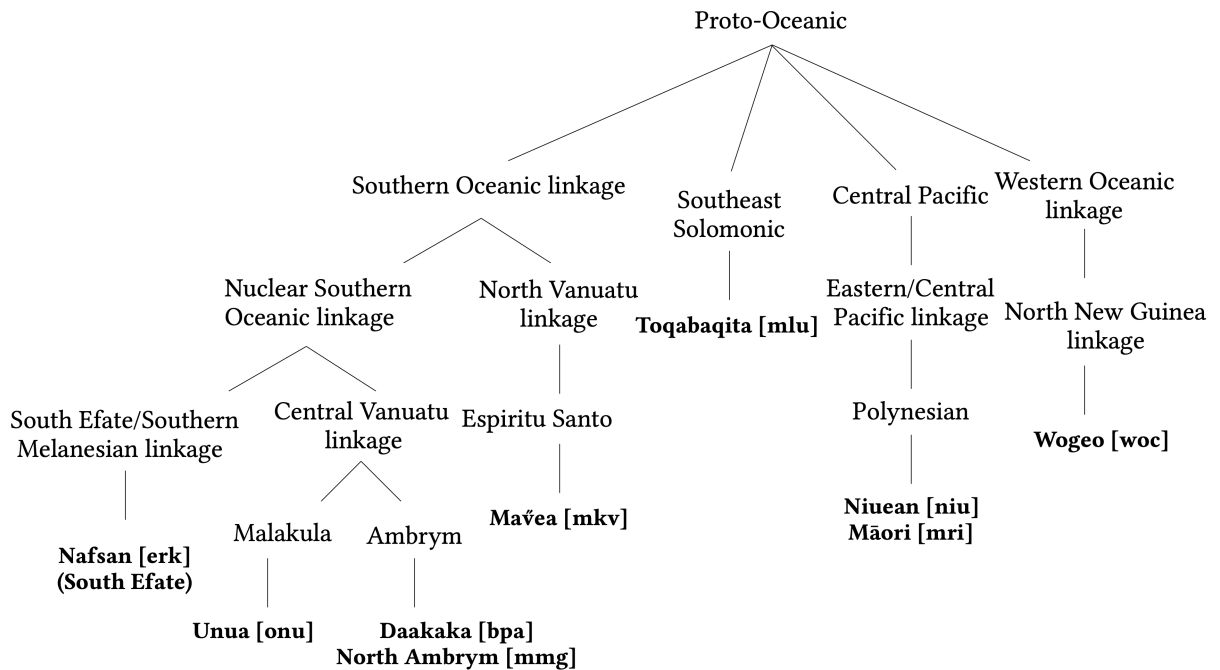 Proto-Oceanic
Southern Oceanic linkage
Southeast
Solomonic
Central Pacific
Western Oceanic
linkage
Nuclear Southern
Oceanic linkage
North Vanuatu
linkage
Toqabaqita [mlu]
Eastern/Central
Pacific linkage
North New Guinea
linkage
South Efate/Southern
Melanesian linkage
Central Vanuatu
linkage
Espiritu Santo
Polynesian
Wogeo [woc]
Nafsan [erk]
(South Efate)
Malakula
Ambrym
Mav̋ea [mkv]
Niuean [niu]
Māori [mri]
Unua [onu]
Daakaka [bpa]
North Ambrym [mmg]